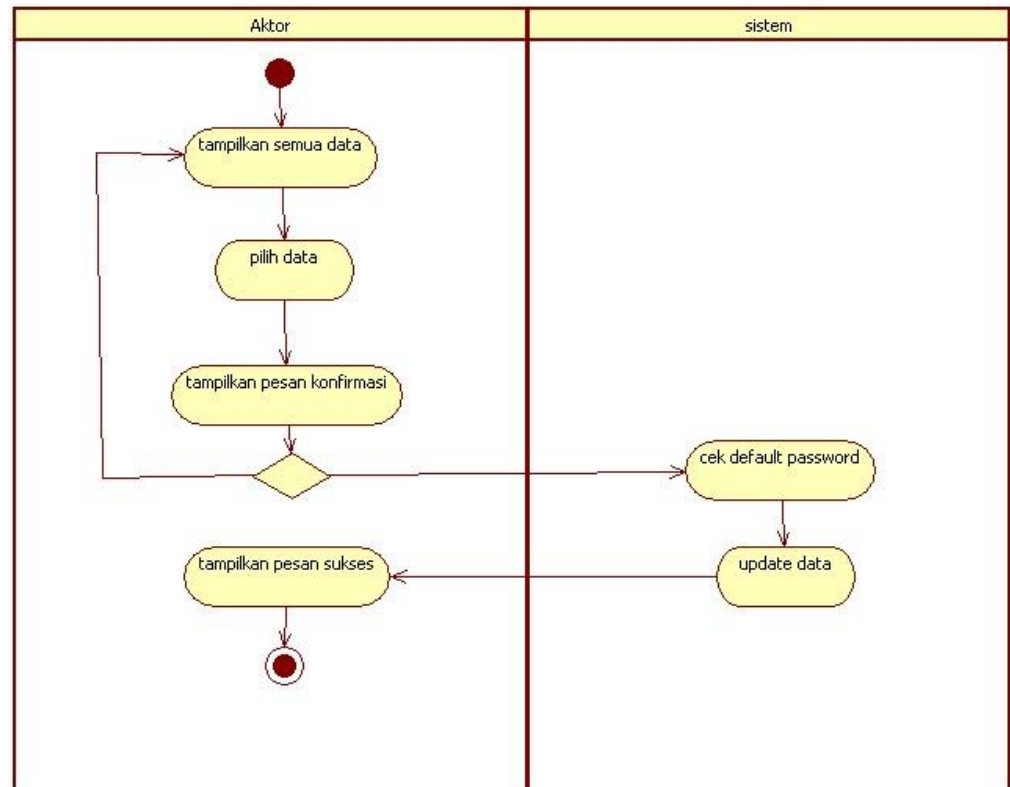 Aktor
sistem
tampilkan semua data
pilih data
tampilkan pesan konfirmasi
cek default password
tampilkan pesan sukses
update data